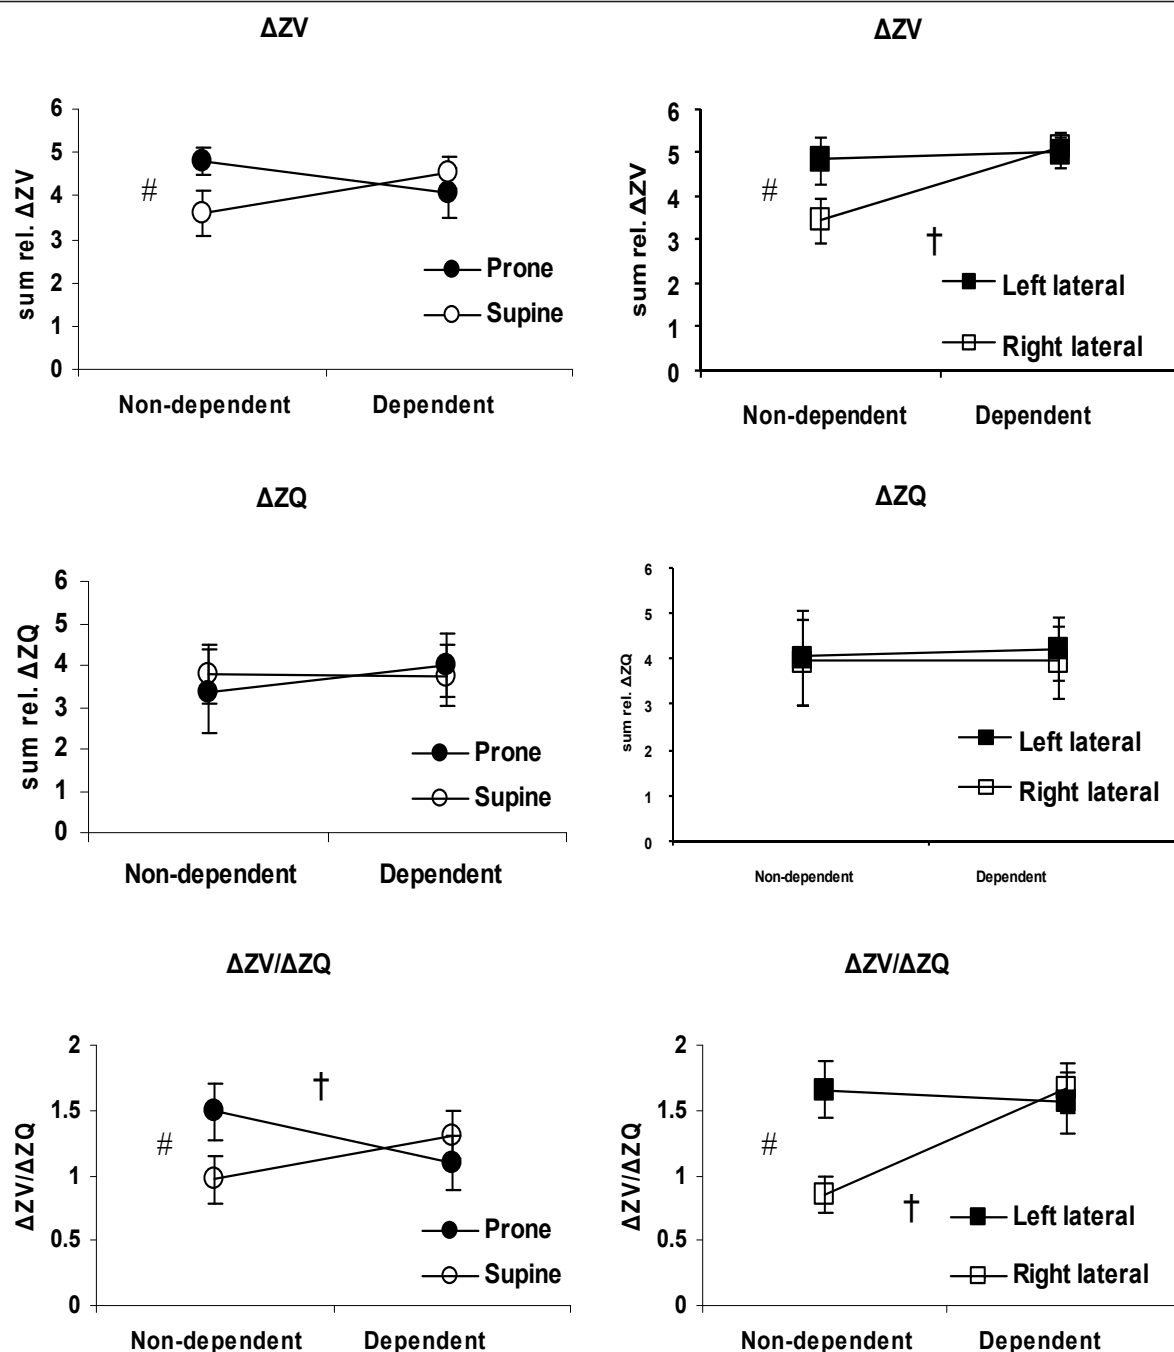 ΔZV
6
5
4
3
2
1
0
sum rel. ΔZV
#
Prone
Supine
Non-dependent Dependent
ΔZV
6
5
4
3
2
1
0
sum rel. ΔZV
#
†
Left lateral
Right lateral
Non-dependent Dependent
ΔZQ
6
5
4
3
2
1
0
sum rel. ΔZQ
Prone
Supine
Non-dependent Dependent
ΔZQ
6
5
4
3
2
1
0
sum rel. ΔZQ
Left lateral
Right lateral
Non-dependent Dependent
ΔZV/ΔZQ
2
1.5
1
0.5
0
ΔZV/ΔZQ
#
†
Prone
Supine
Non-dependent Dependent
ΔZV/ΔZQ
2
1.5
1
0.5
0
ΔZV/ΔZQ
#
†
Left lateral
Right lateral
Non-dependent Dependent